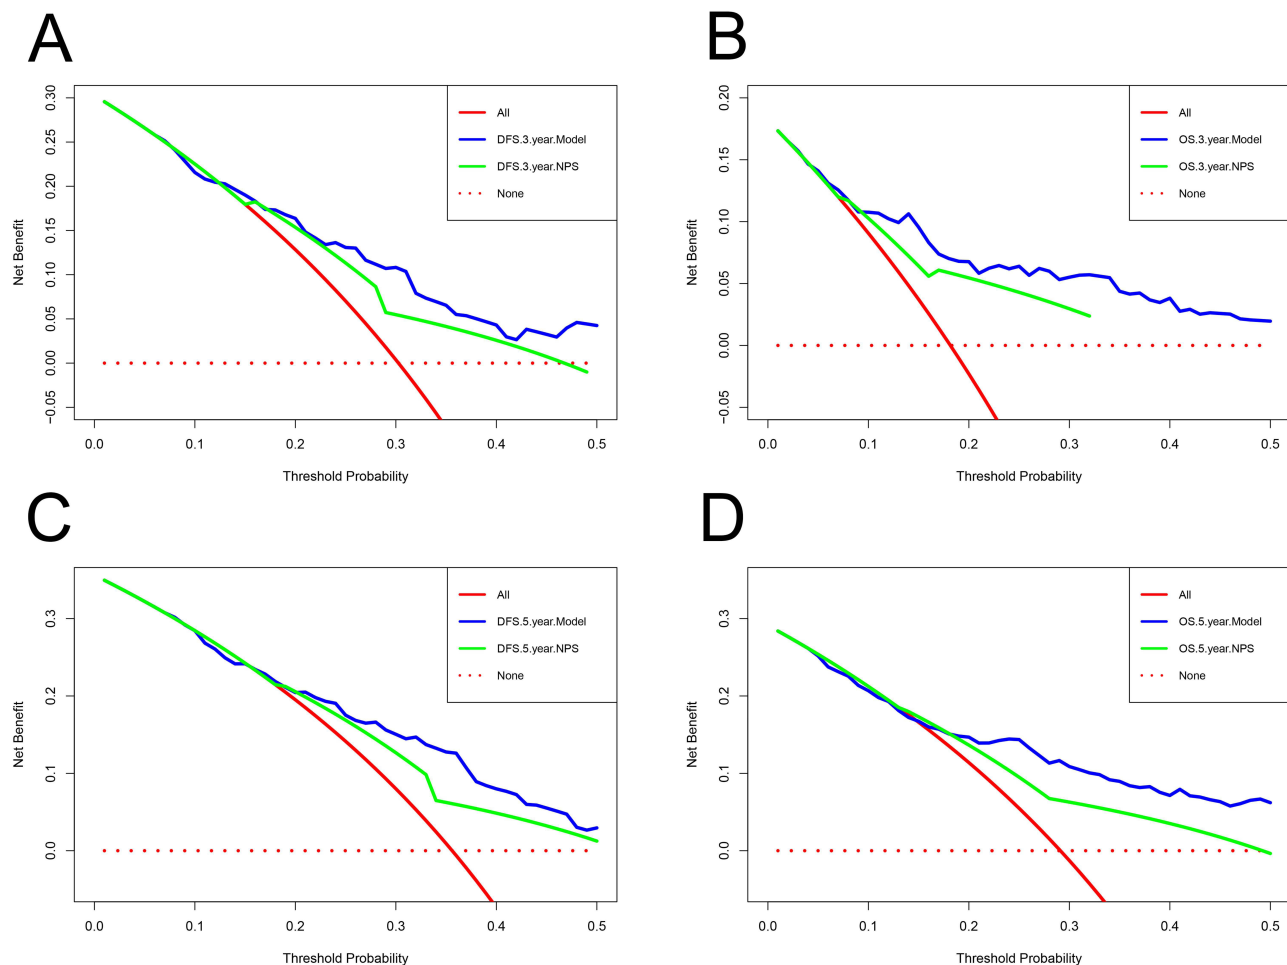 A
B
0.30
0.25
0.20
0.15
0.10
0.05
0.00
−0.05
Net Benefit
All
DFS.3.year.Model
DFS.3.year.NPS
None
0.0 0.1 0.2 0.3 0.4 0.5
Threshold Probability
0.20
0.15
0.10
0.05
0.00
−0.05
Net Benefit
All
OS.3.year.Model
OS.3.year.NPS
None
0.0 0.1 0.2 0.3 0.4 0.5
Threshold Probability
C
D
0.3
0.2
0.1
0.0
Net Benefit
All
DFS.5.year.Model
DFS.5.year.NPS
None
0.0 0.1 0.2 0.3 0.4 0.5
Threshold Probability
0.3
0.2
0.1
0.0
Net Benefit
All
OS.5.year.Model
OS.5.year.NPS
None
0.0 0.1 0.2 0.3 0.4 0.5
Threshold Probability